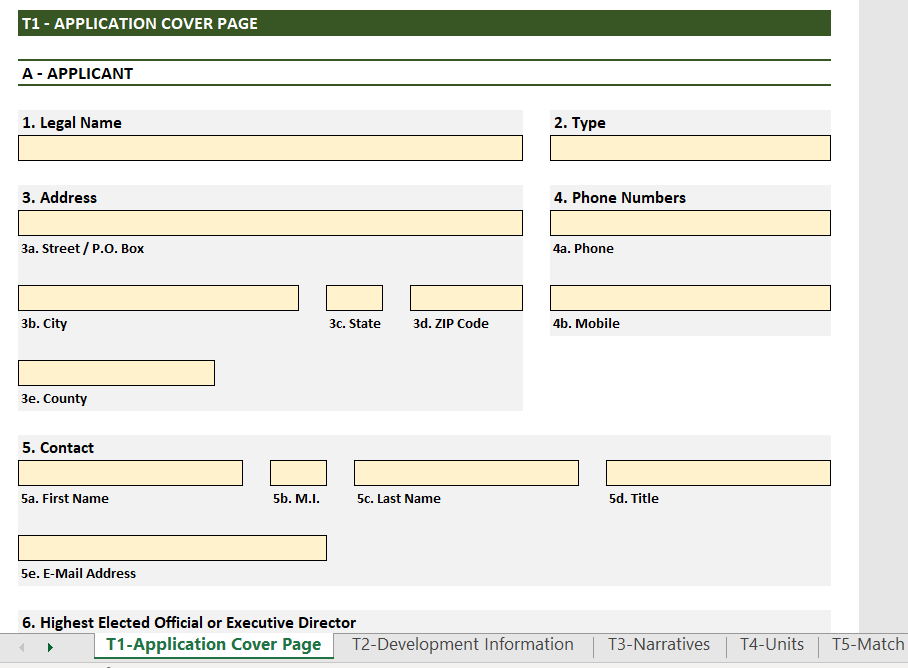 T1 - APPLICATION COVER PAGE
A - APPLICANT
1. Legal Name
2. Type
3. Address
4. Phone Numbers
3a. Street / P.O. Box
4a. Phone
3b. City
3c. State
3d. ZIP Code
4b. Mobile
3e. County
5. Contact
5a. First Name
5b. M.I.
5c. Last Name
5d. Title
5e. E-Mail Address
6. Highest Elected Official or Executive Director
T1-Application Cover Page
T2-Development Information
T3-Narratives
T4-Units
T5-Match